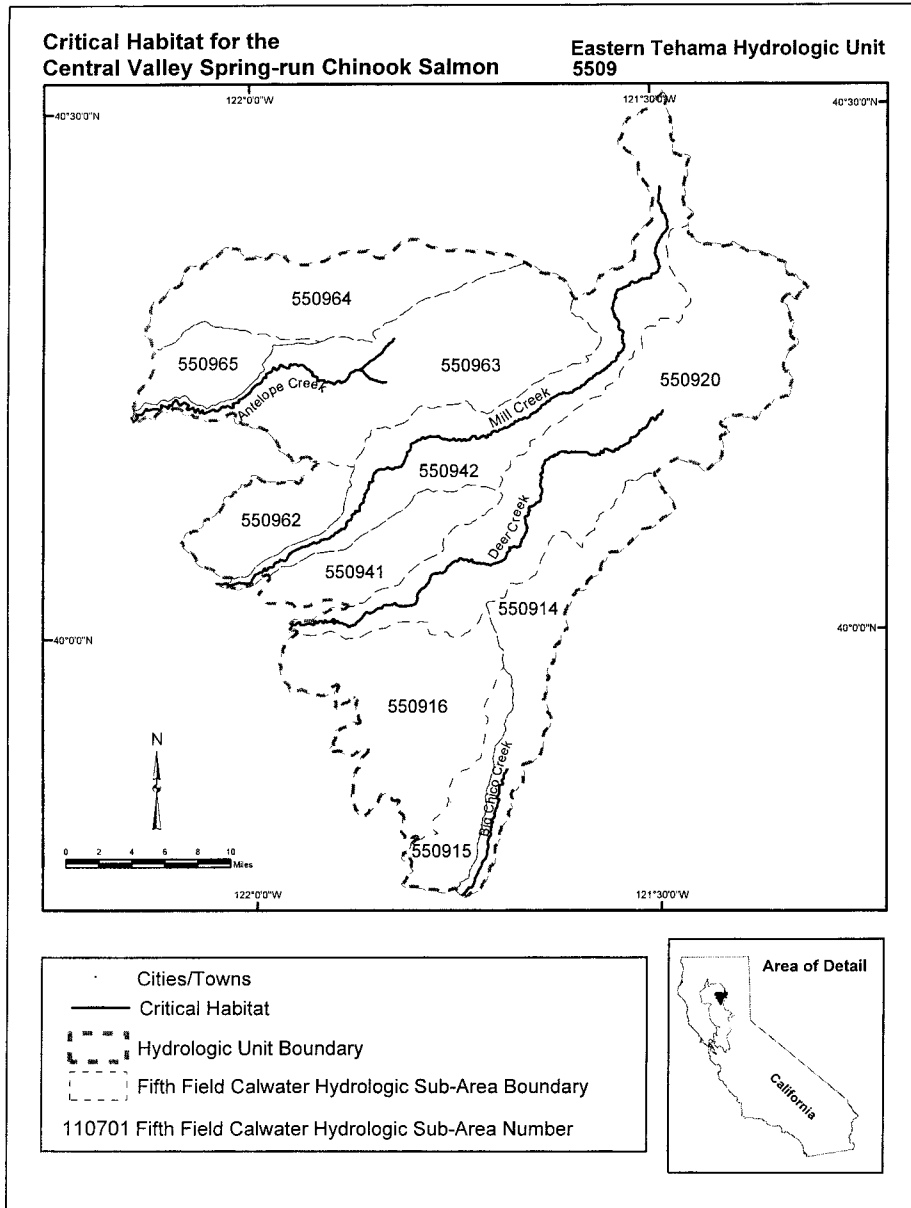 Critical Habitat for the
Central Valley Spring-run Chinook Salmon
Eastern Tehama Hydrologic Unit
5509
122°0'0"W
121°30'0"W
40°30'0"N
40°30'0"N
550964
550965
550963
Antelope Creek
550920
Mill Creek
550942
550962
Deer Creek
550941
550914
40°0'0"N
40°0'0"N
550916
N
Big Chico Creek
550915
0 2 4 6 8 10
Miles
122°0'0"W
121°30'0"W
Cities/Towns
Critical Habitat
Hydrologic Unit Boundary
Fifth Field Calwater Hydrologic Sub-Area Boundary
110701 Fifth Field Calwater Hydrologic Sub-Area Number
Area of Detail
California